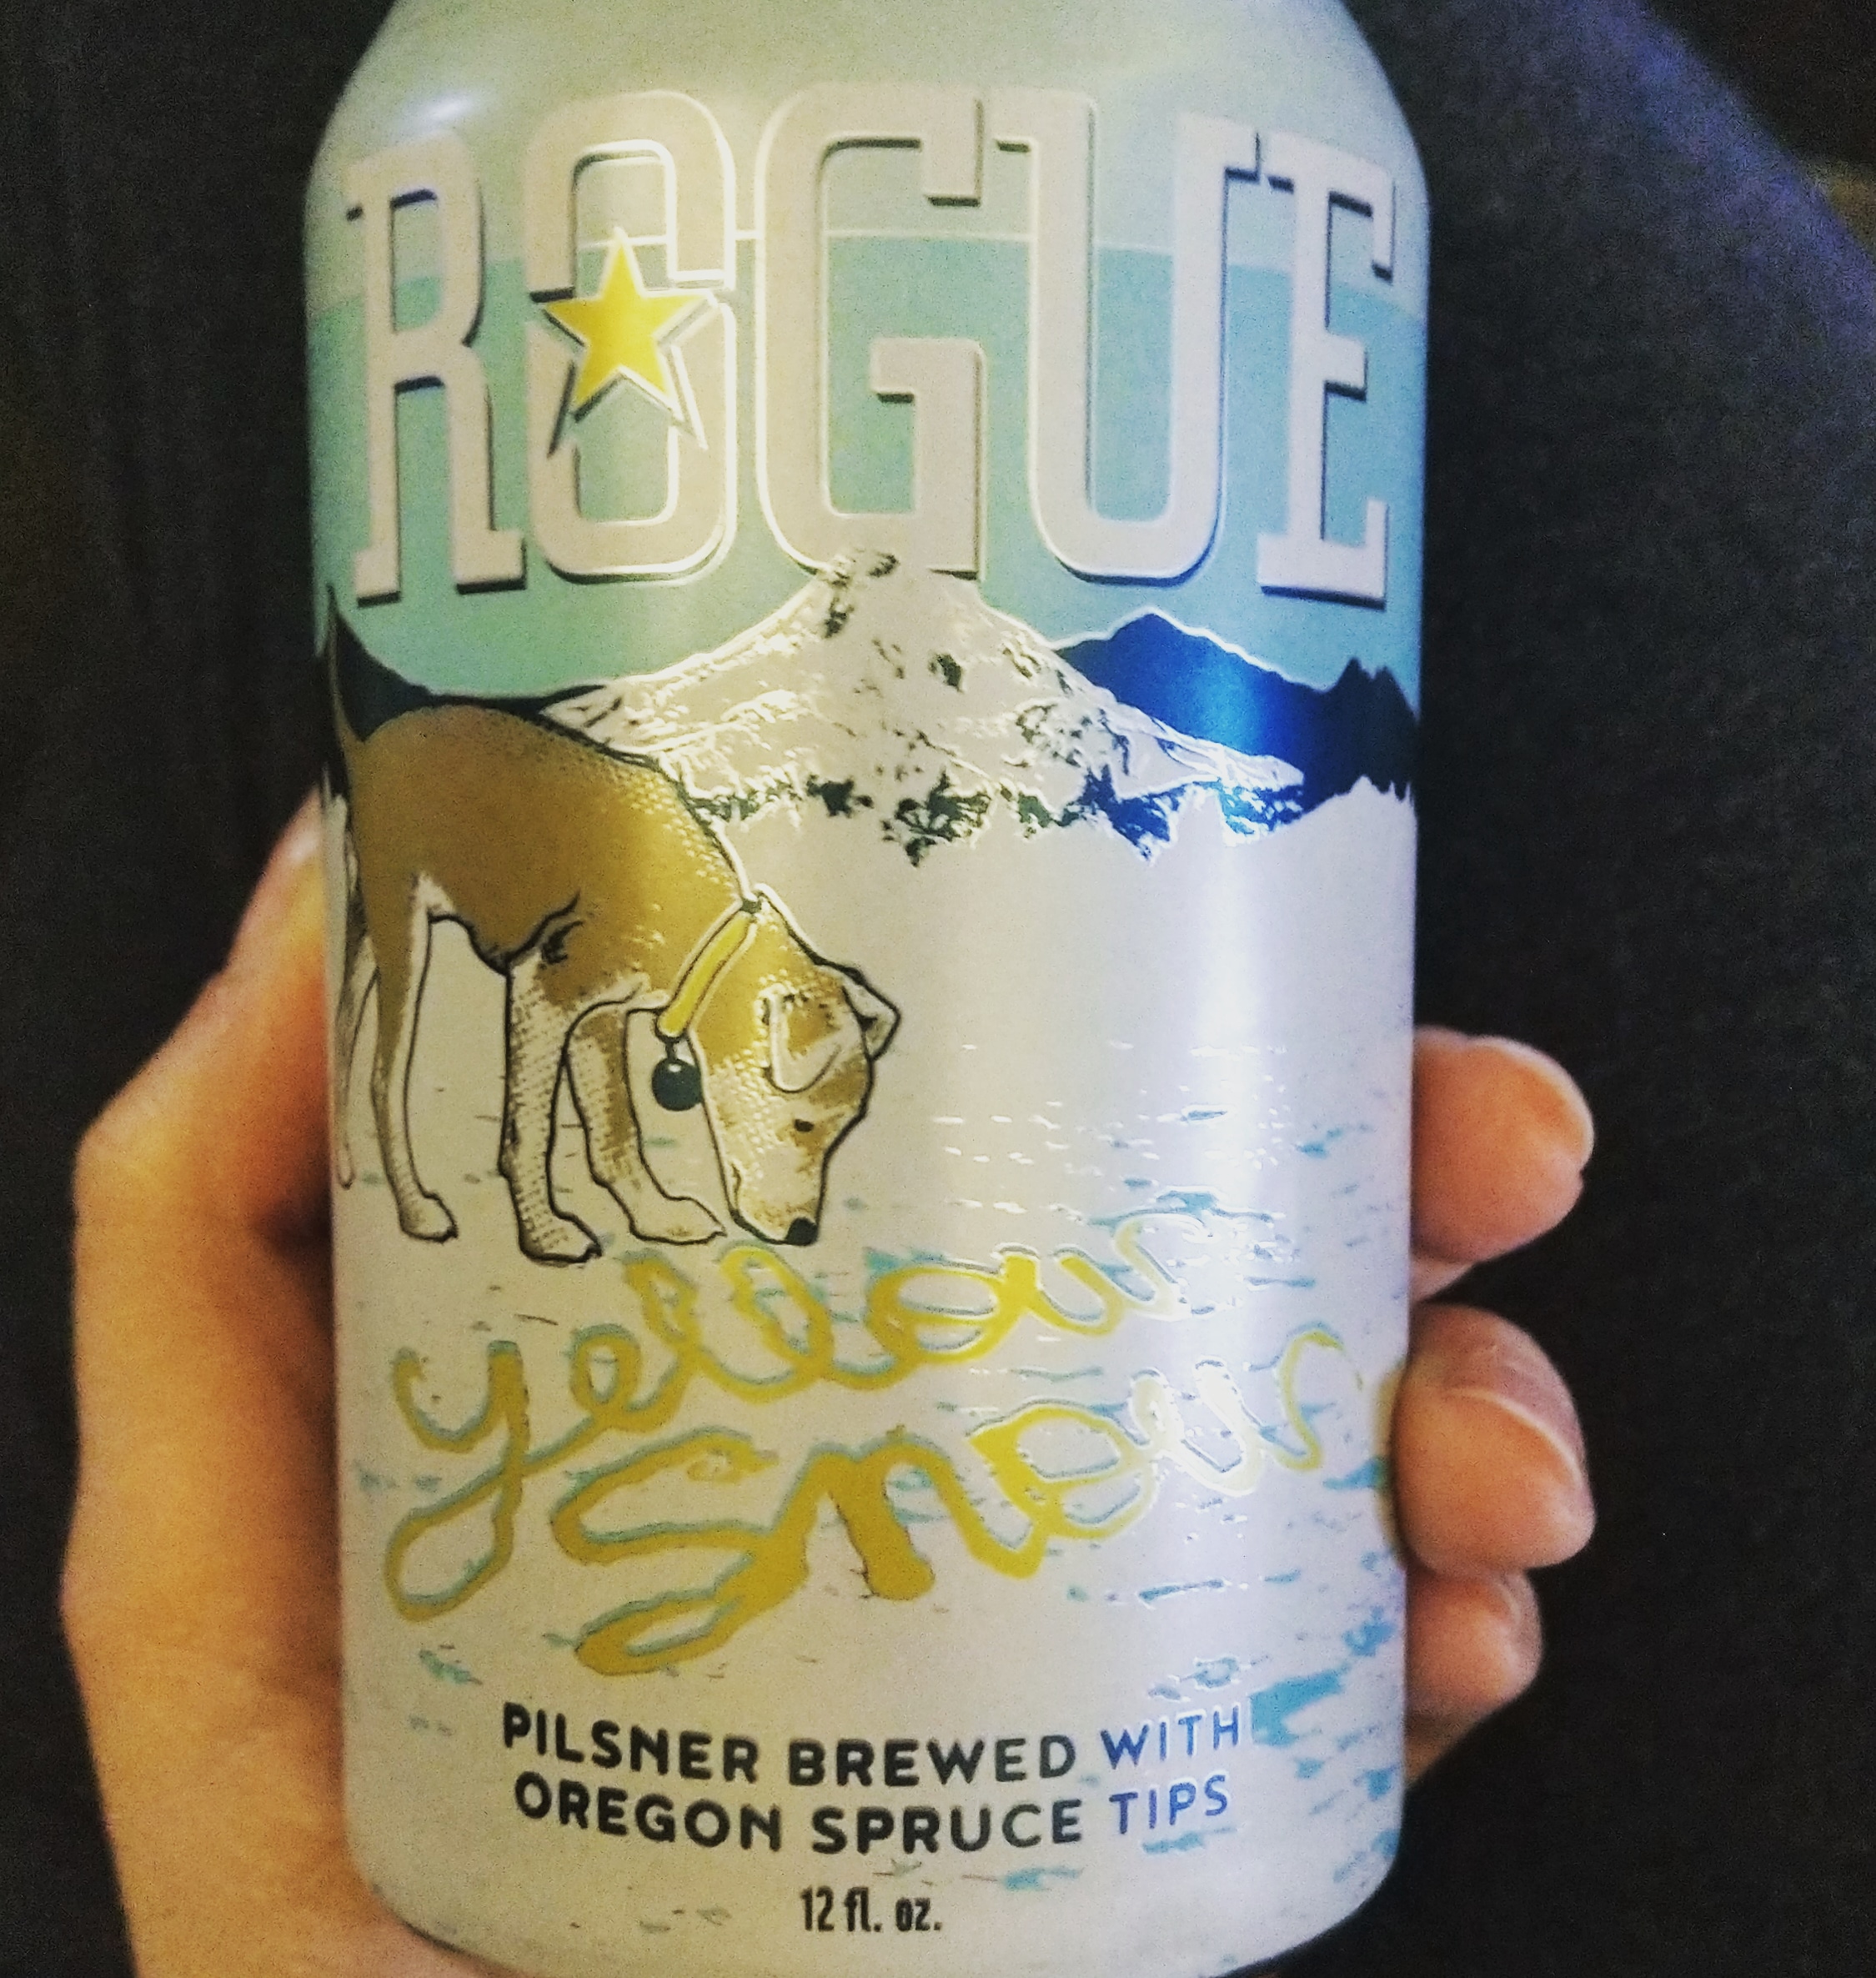 ROGUE
yellow
Snow
PILSNER BREWED WITH
OREGON SPRUCE TIPS
12 fl. oz.